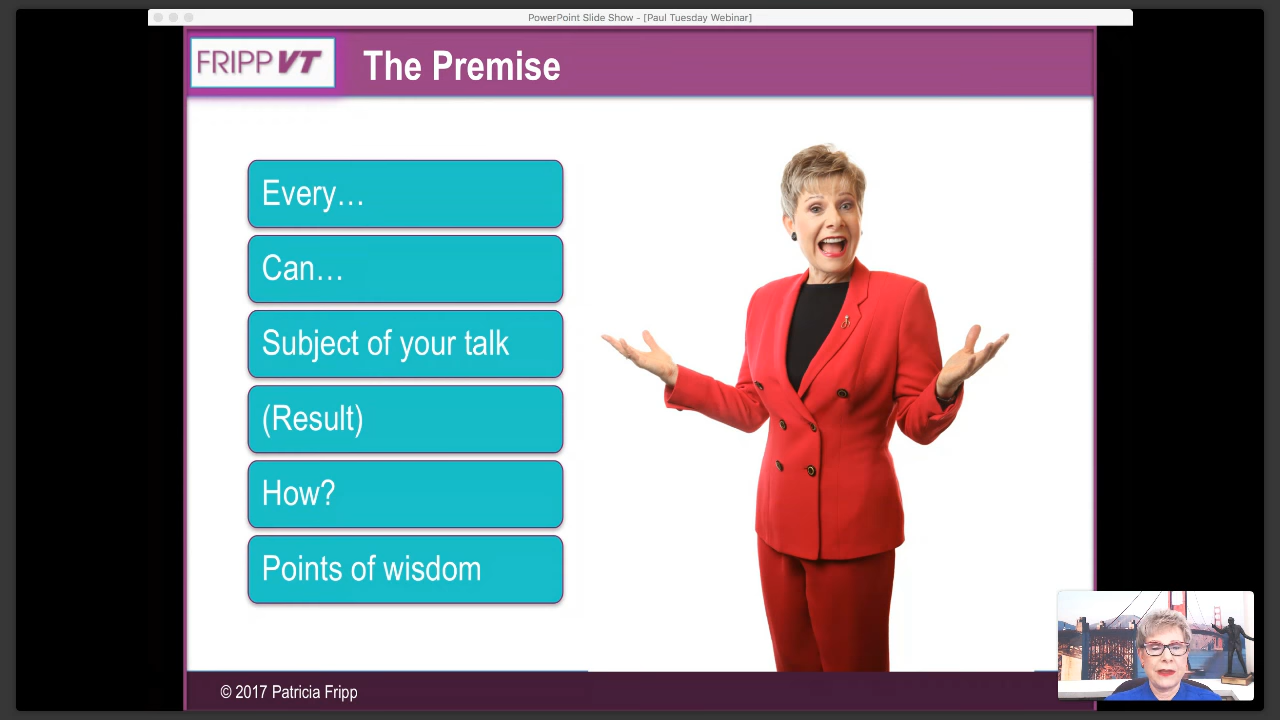 PowerPoint Slide Show - [Paul Tuesday Webinar]
FRIPP VT
The Premise
Every…
Can…
Subject of your talk
(Result)
How?
Points of wisdom
© 2017 Patricia Fripp